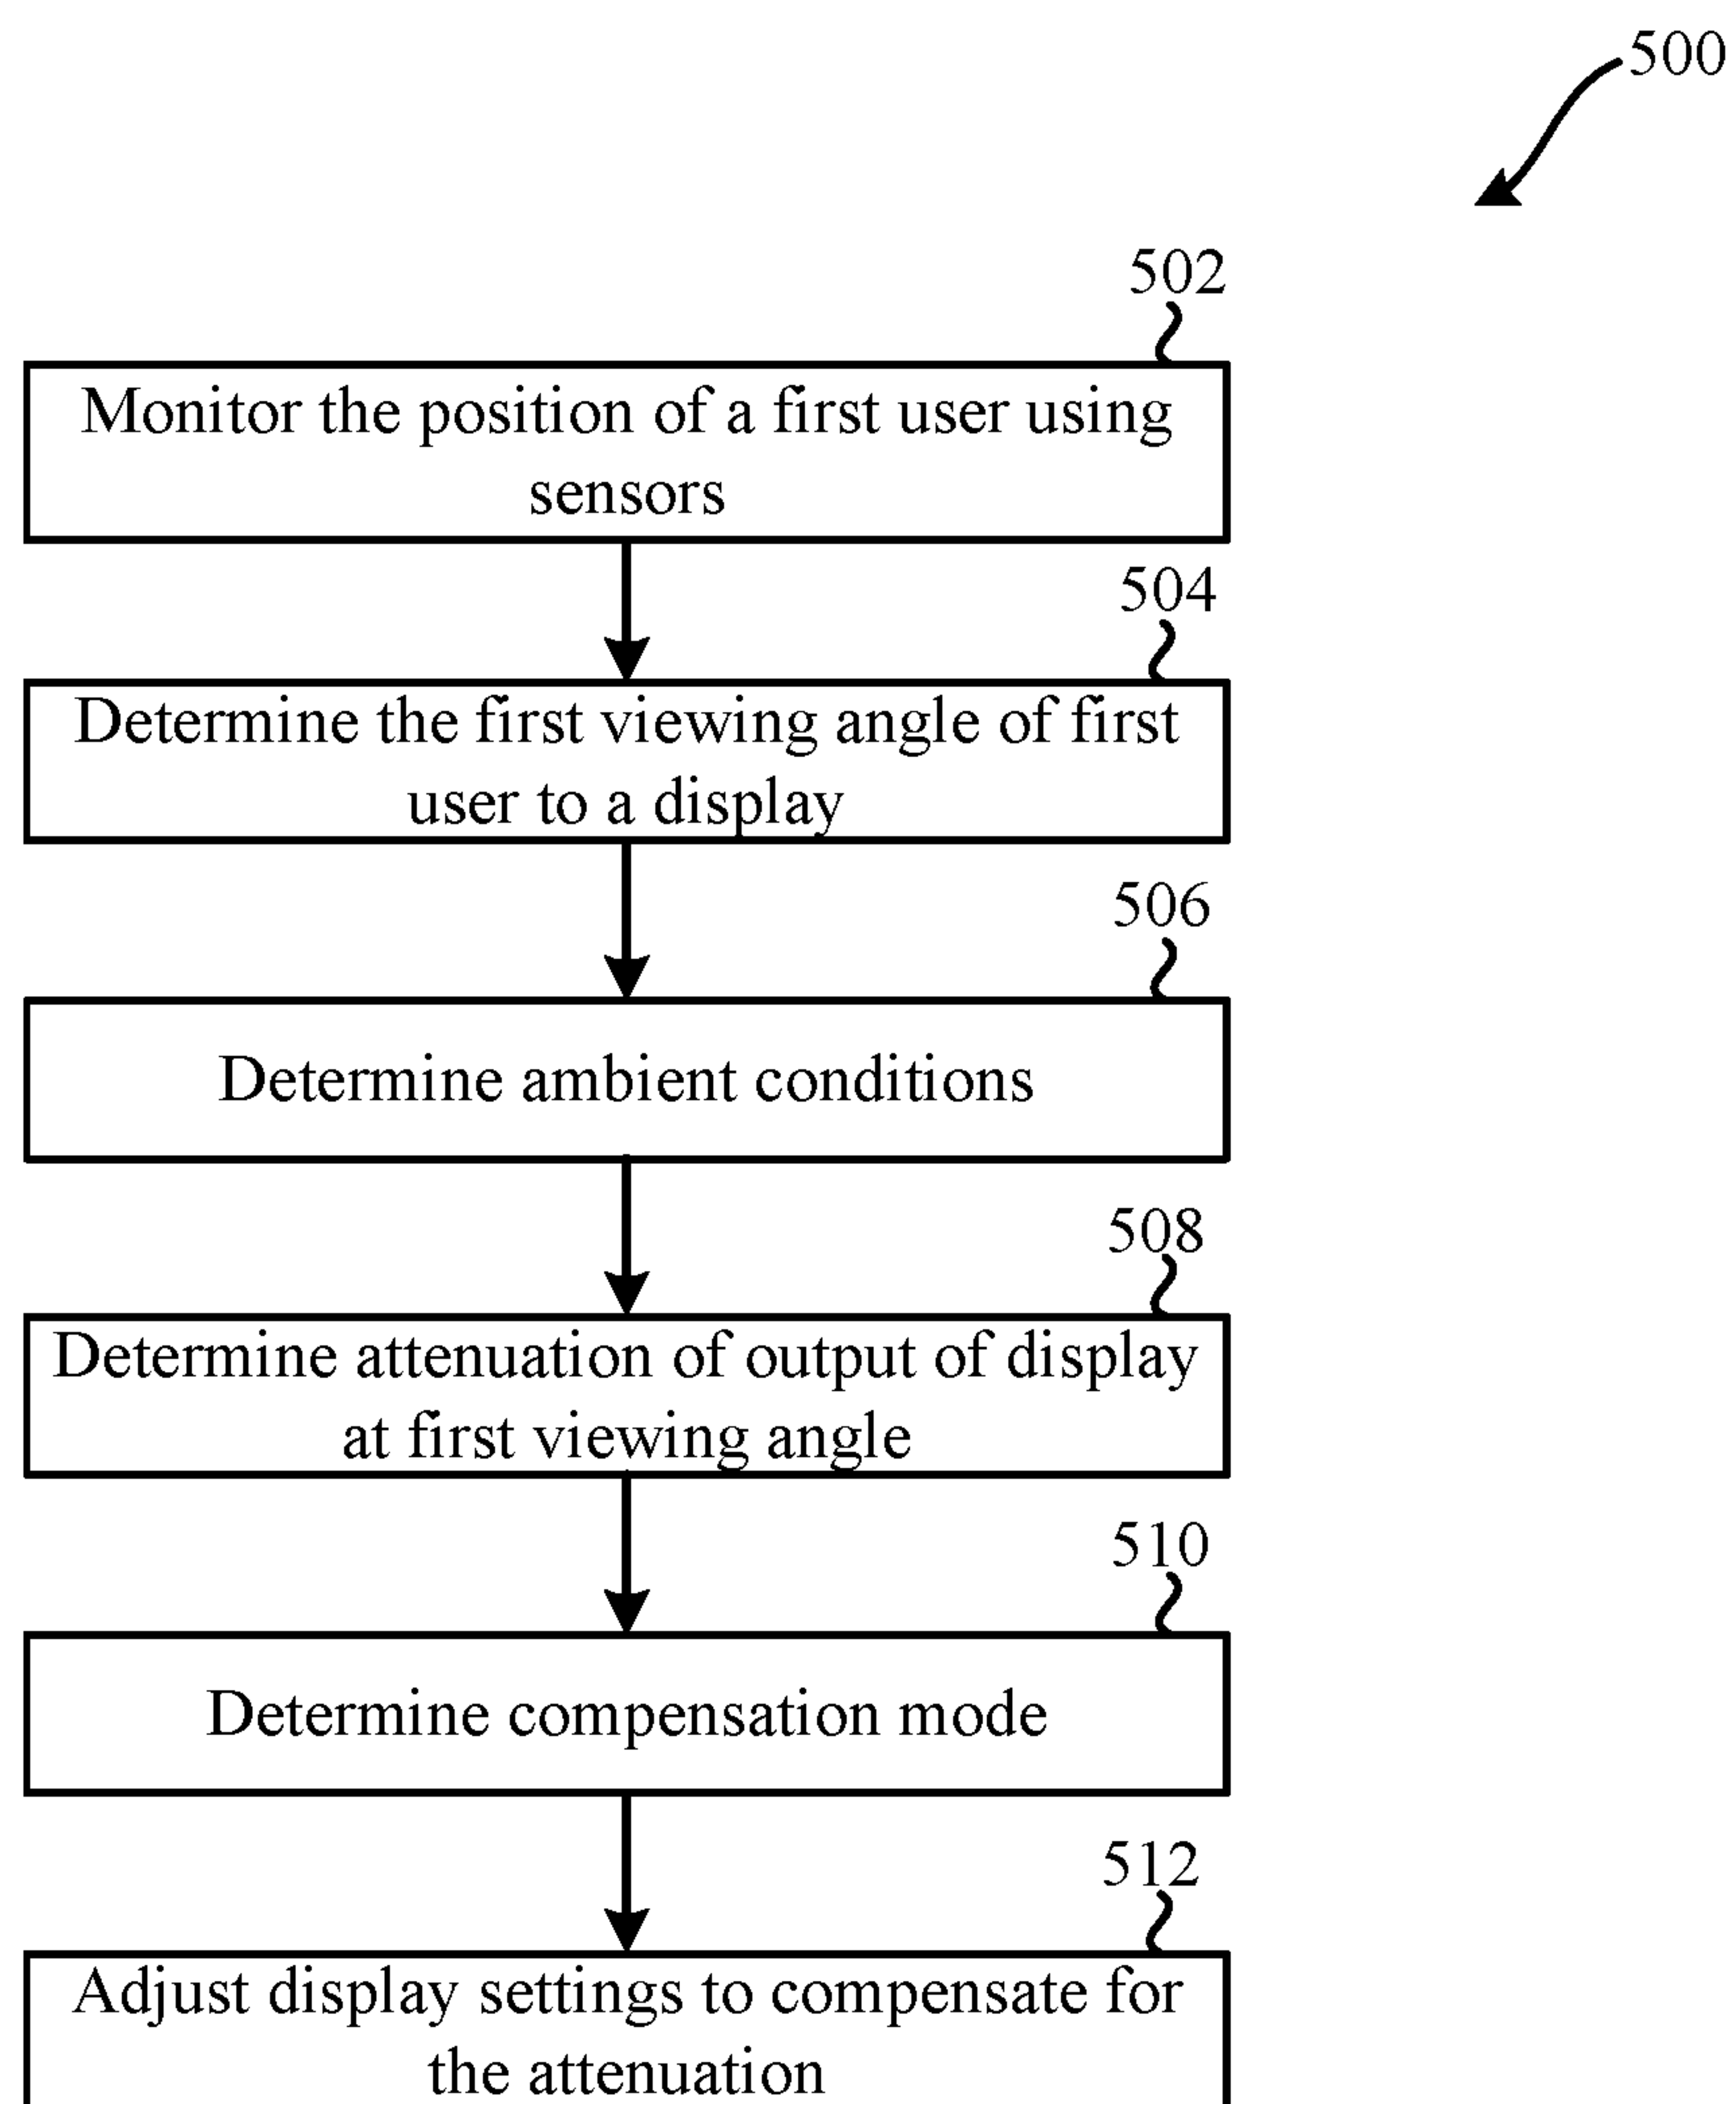 500
502
Monitor the position of a first user using
sensors
504
Determine the first viewing angle of first
user to a display
506
Determine ambient conditions
508
Determine attenuation of output of display
at first viewing angle
510
Determine compensation mode
512
Adjust display settings to compensate for
the attenuation